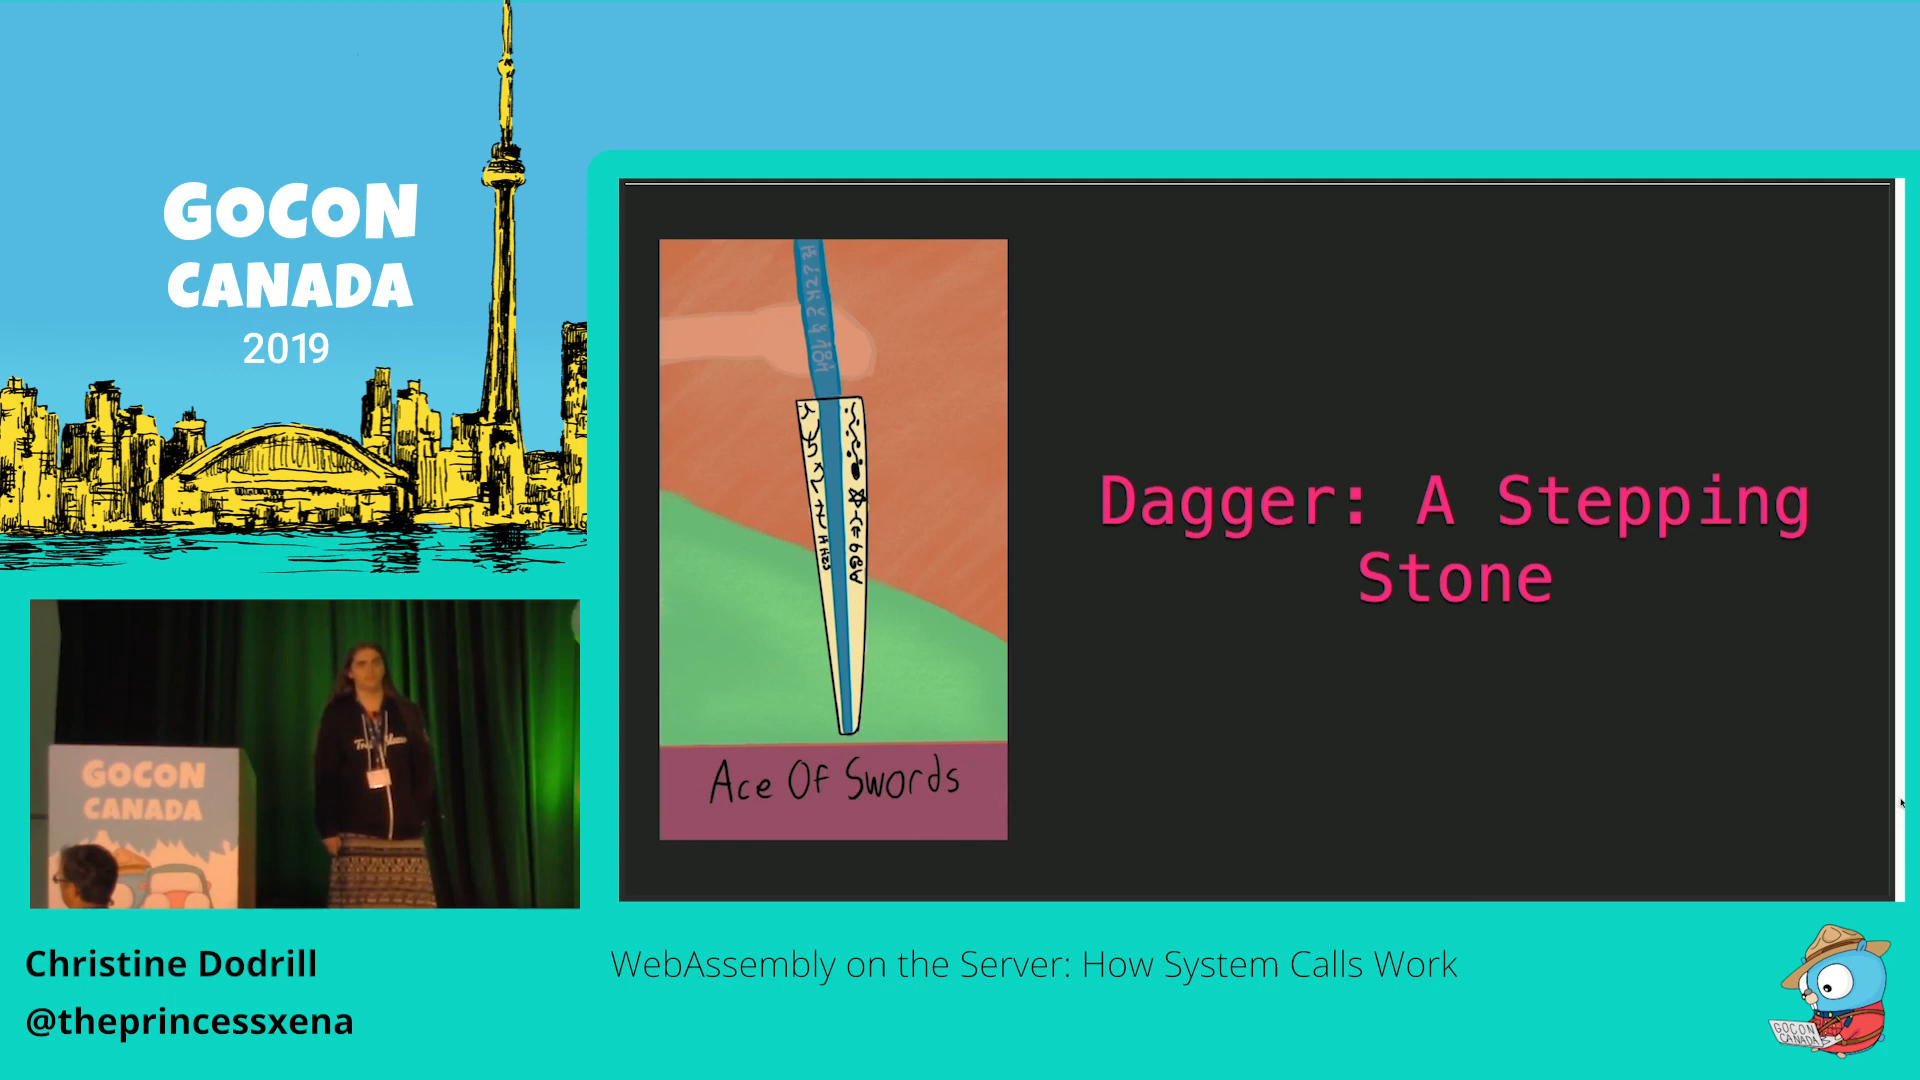 GOCON
CANADA
2019
Dagger: A Stepping
Stone
Ace Of Swords
GOCON
CANADA
Christine Dodrill
@theprincessxena
WebAssembly on the Server: How System Calls Work
GOCON
CANADA